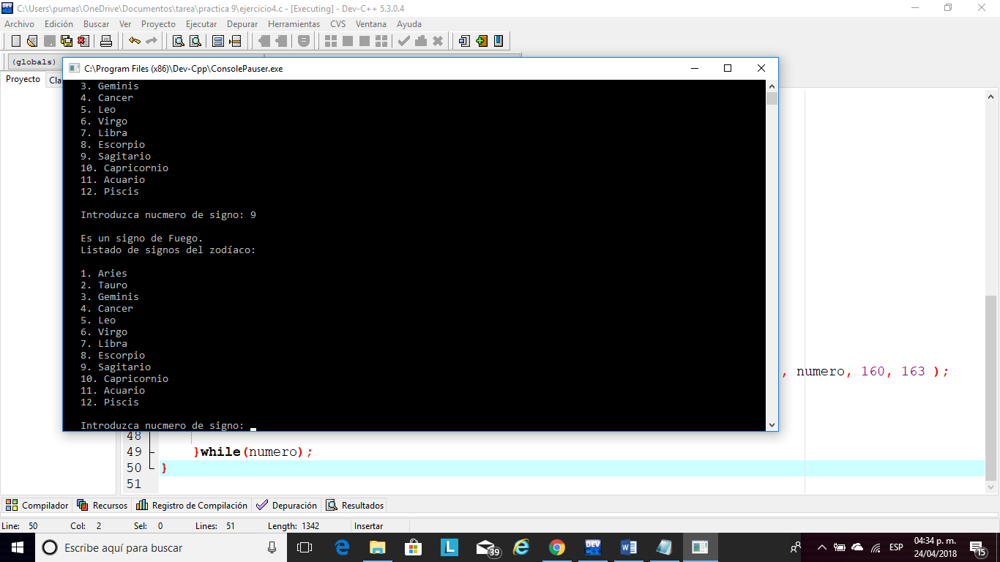 C:\Users\pumas\OneDrive\Documentos\tarea\practica 9\ejercicio4.c - [Executing] - Dev-C++ 5.3.0.4
Archivo Edición Buscar Ver Proyecto Ejecutar Depurar Herramientas CVS Ventana Ayuda
(globals)
Proyecto Cla
C:\Program Files (x86)\Dev-Cpp\ConsolePauser.exe
3. Geminis
4. Cancer
5. Leo
6. Virgo
7. Libra
8. Escorpio
9. Sagitario
10. Capricornio
11. Acuario
12. Piscis
Introduzca nucmero de signo: 9
Es un signo de Fuego.
Listado de signos del zodíaco:
1. Aries
2. Tauro
3. Geminis
4. Cancer
5. Leo
6. Virgo
7. Libra
8. Escorpio
9. Sagitario
10. Capricornio
11. Acuario
12. Piscis
Introduzca nucmero de signo:
, numero, 160, 163 );
48
49 }while(numero);
50 }
51
Compilador Recursos Registro de Compilación Depuración Resultados
Line: 50 Col: 2 Sel: 0 Lines: 51 Length: 1342 Insertar
Escribe aquí para buscar
L
39
DEV
ESP
04:34 p. m.
24/04/2018
15